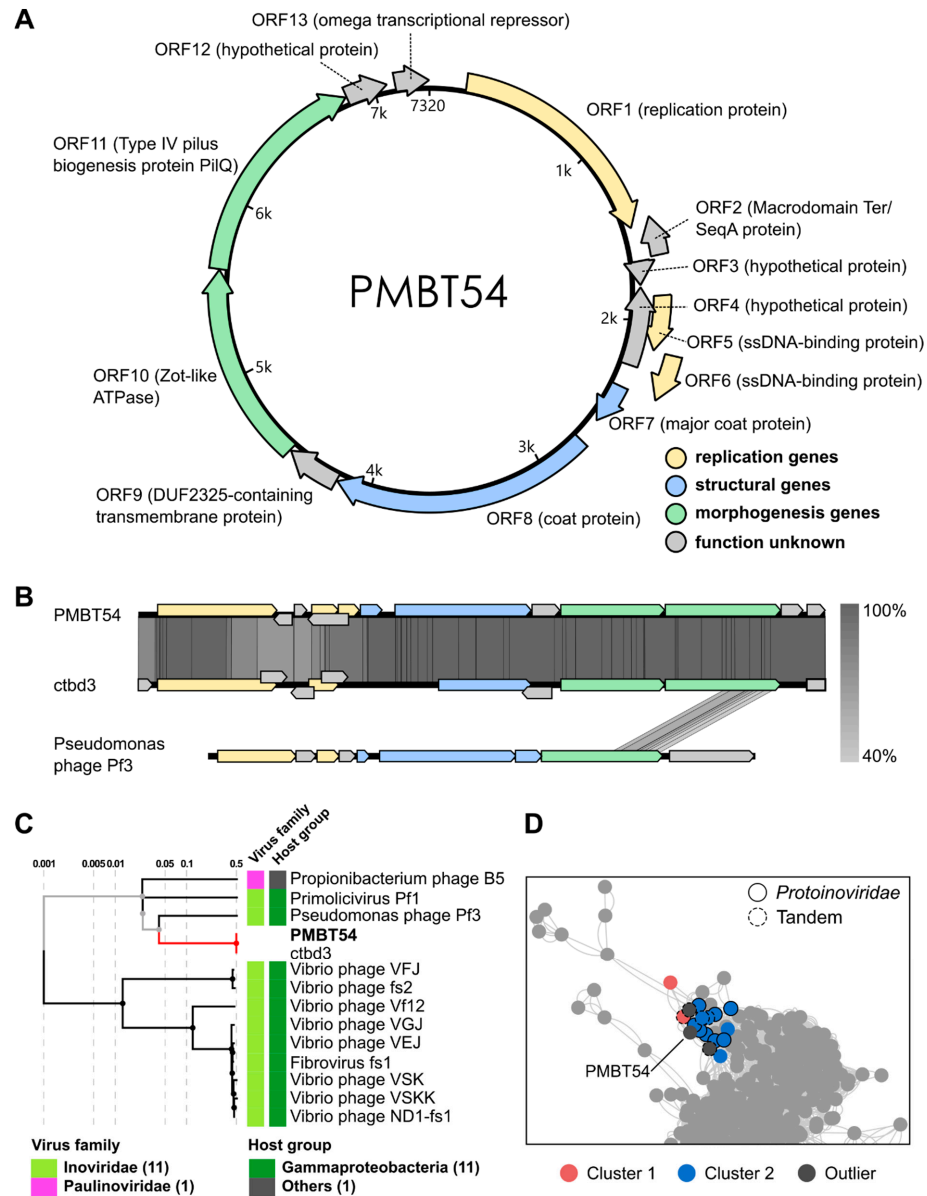 A
ORF13 (omega transcriptional repressor)
ORF12 (hypothetical protein)
7k
7320
ORF1 (replication protein)
ORF11 (Type IV pilus
biogenesis protein PilQ)
1k
6k
ORF2 (Macrodomain Ter/
SeqA protein)
ORF3 (hypothetical protein)
PMBT54
ORF4 (hypothetical protein)
2k
ORF5 (ssDNA-binding protein)
ORF10 (Zot-like
ATPase)
5k
ORF6 (ssDNA-binding protein)
ORF7 (major coat protein)
3k
4k
ORF9 (DUF2325-containing
transmembrane protein)
ORF8 (coat protein)
replication genes
structural genes
morphogenesis genes
function unknown
B
PMBT54
100%
ctbd3
Pseudomonas
phage Pf3
40%
C
Virus family
Host group
0.001 0.005 0.01 0.05 0.1 0.5
Propionibacterium phage B5
Primolicivirus Pf1
Pseudomonas phage Pf3
PMBT54
ctbd3
Vibrio phage VFJ
Vibrio phage fs2
Vibrio phage Vf12
Vibrio phage VGJ
Vibrio phage VEJ
Fibrovirus fs1
Vibrio phage VSK
Vibrio phage VSKK
Vibrio phage ND1-fs1
Virus family
Inoviridae (11)
Paulinoviridae (1)
Host group
Gammaproteobacteria (11)
Others (1)
D
Protoinoviridae
Tandem
PMBT54
Cluster 1
Cluster 2
Outlier